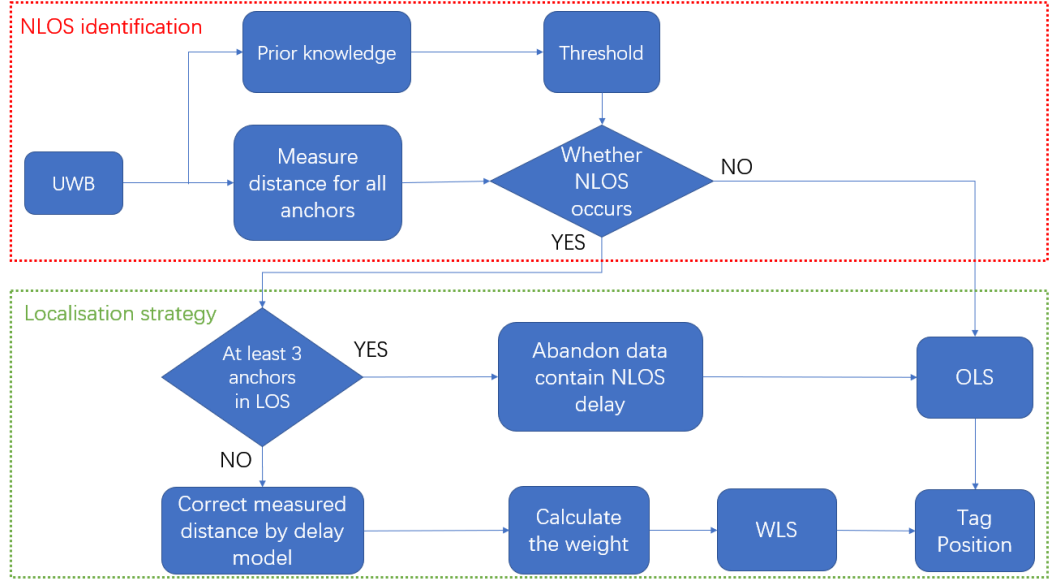 NLOS identification
Prior knowledge
Threshold
UWB
Measure
distance for all
anchors
Whether
NLOS
occurs
NO
YES
Localisation strategy
At least 3
anchors
in LOS
YES
Abandon data
contain NLOS
delay
OLS
NO
Correct measured
distance by delay
model
Calculate
the weight
WLS
Tag
Position